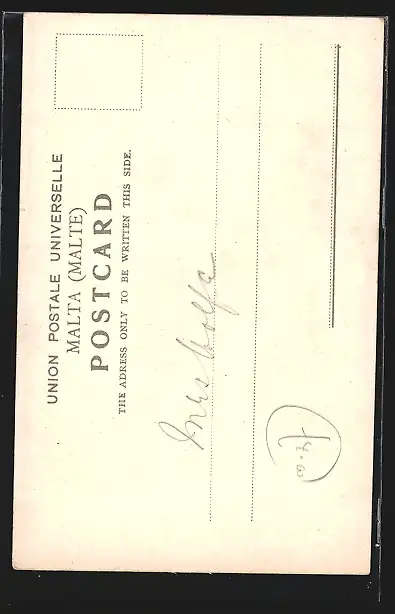 UNION POSTALE UNIVERSELLE
MALTA (MALTE)
POSTCARD
THE ADRESS ONLY TO BE WRITTEN THIS SIDE.